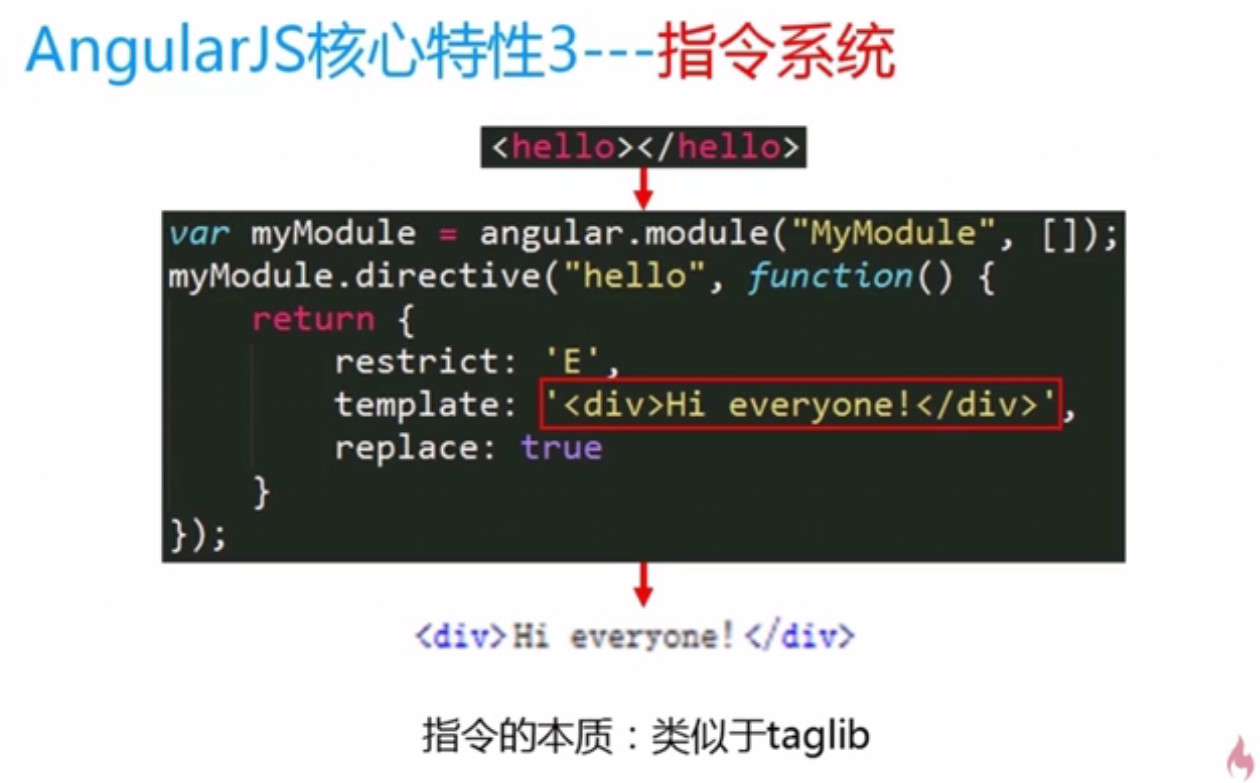 AngularJS核心特性3---指令系统
<hello></hello>
var myModule = angular.module("MyModule", []);
myModule.directive("hello", function() {
    return {
        restrict: 'E',
        template: '<div>Hi everyone!</div>',
        replace: true
    }
});
<div>Hi everyone!</div>
指令的本质：类似于taglib